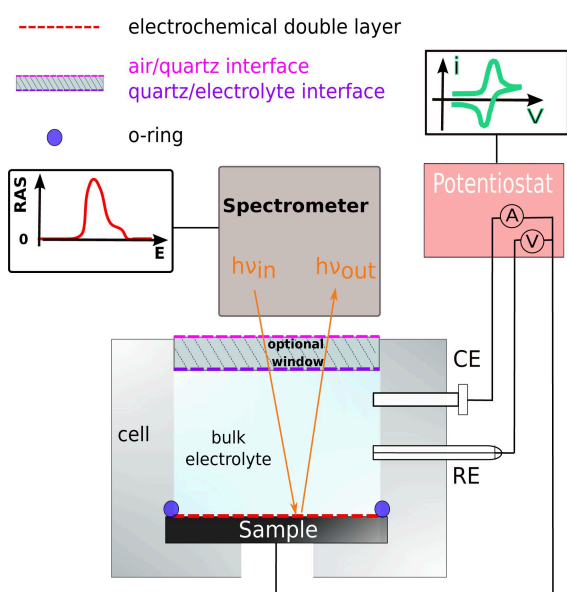 electrochemical double layer
air/quartz interface
quartz/electrolyte interface
o-ring
i
V
RAS
0
E
Spectrometer
hνin
hνout
Potentiostat
A
V
optional
window
CE
cell
bulk
electrolyte
RE
Sample